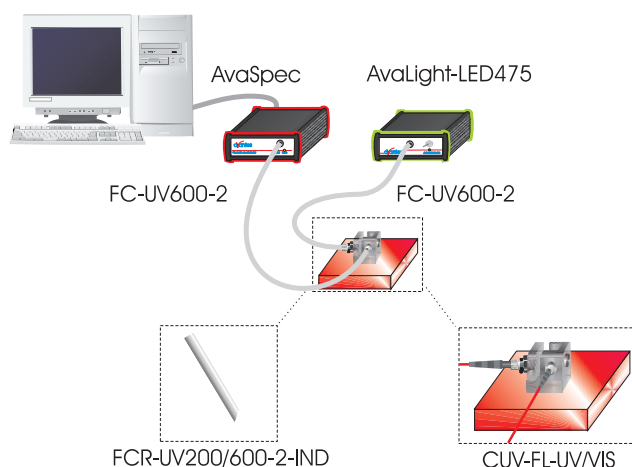 AvaSpec
AvaLight-LED475
FC-UV600-2
FC-UV600-2
FCR-UV200/600-2-IND
CUV-FL-UV/VIS